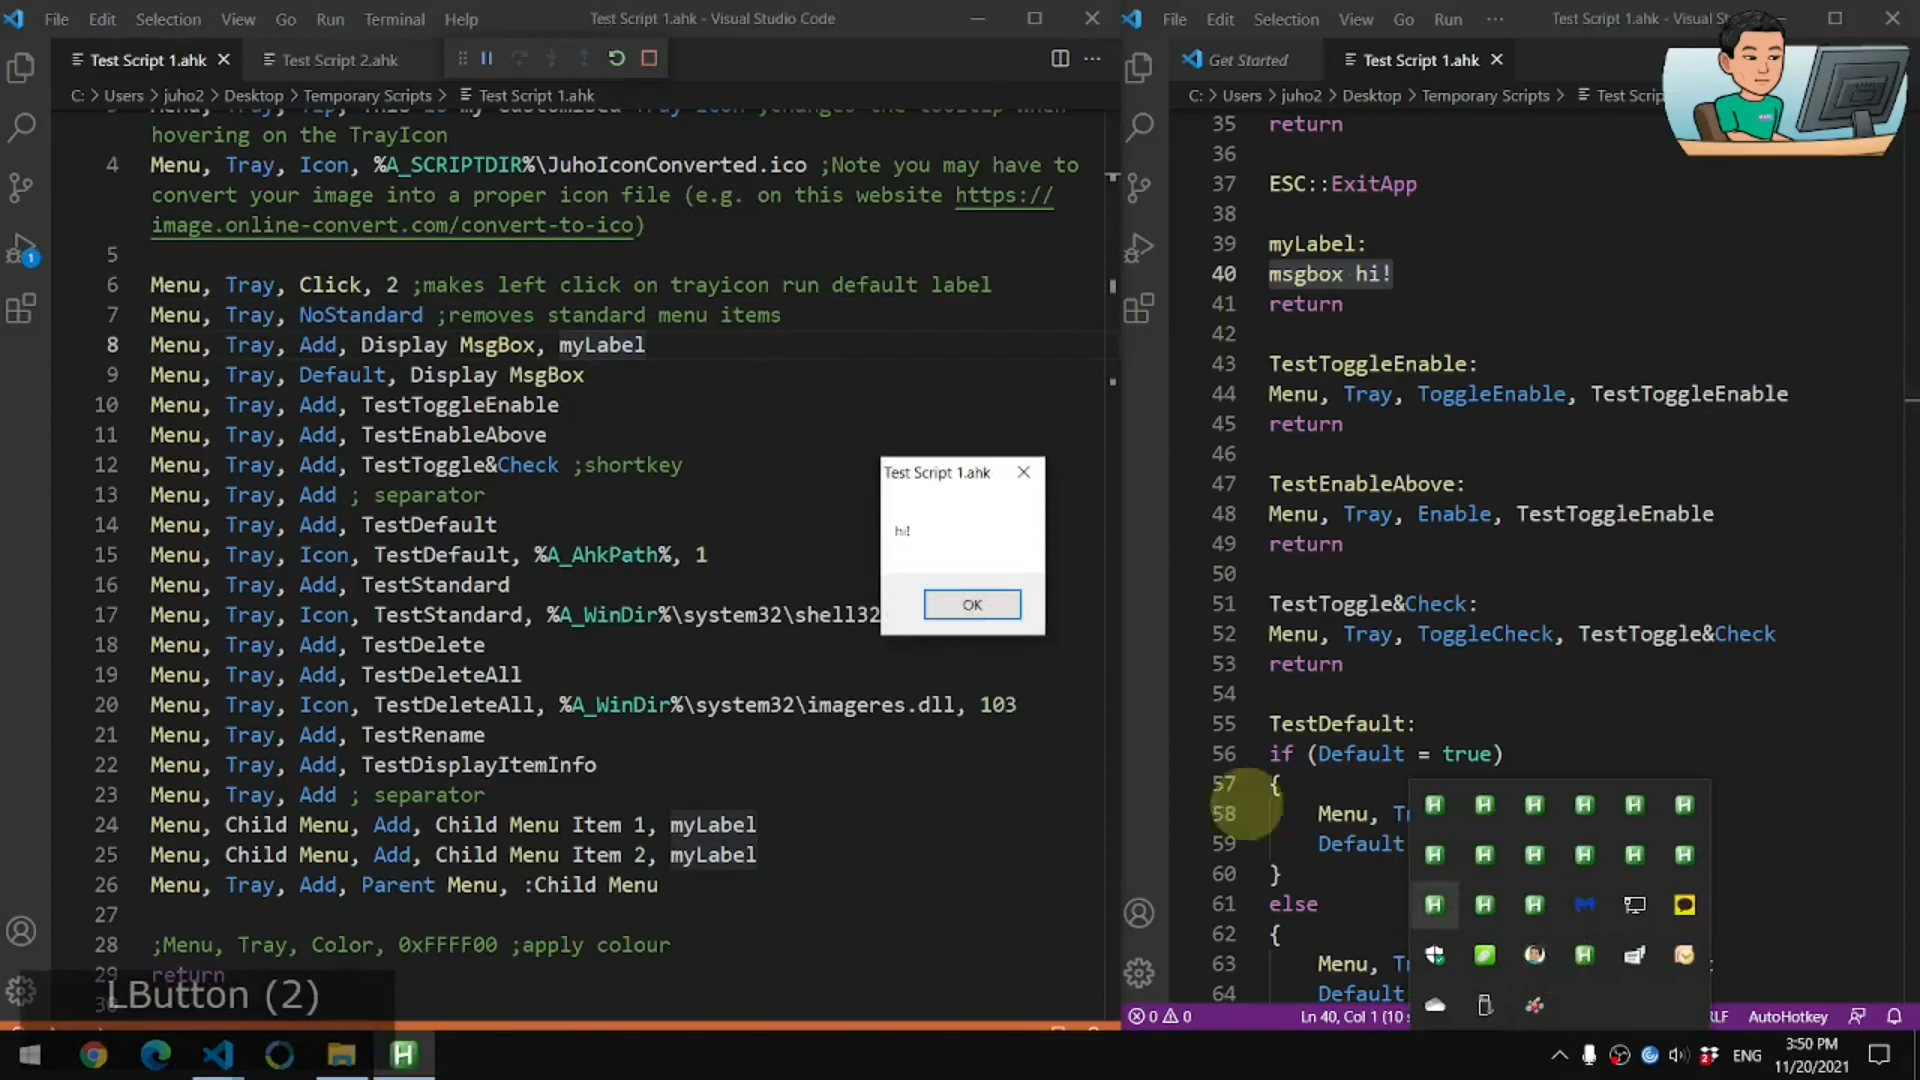 File Edit Selection View Go Run Terminal Help
Test Script 1.ahk - Visual Studio Code
Test Script 1.ahk
Test Script 2.ahk
C: > Users > juho2 > Desktop > Temporary Scripts > Test Script 1.ahk
hovering on the TrayIcon
4 Menu, Tray, Icon, %A_SCRIPTDIR%\JuhoIconConverted.ico ;Note you may have to
convert your image into a proper icon file (e.g. on this website https://
image.online-convert.com/convert-to-ico)
5
6 Menu, Tray, Click, 2 ;makes left click on trayicon run default label
7 Menu, Tray, NoStandard ;removes standard menu items
8 Menu, Tray, Add, Display MsgBox, myLabel
9 Menu, Tray, Default, Display MsgBox
10 Menu, Tray, Add, TestToggleEnable
11 Menu, Tray, Add, TestEnableAbove
12 Menu, Tray, Add, TestToggle&Check ;shortkey
13 Menu, Tray, Add ; separator
14 Menu, Tray, Add, TestDefault
15 Menu, Tray, Icon, TestDefault, %A_AhkPath%, 1
16 Menu, Tray, Add, TestStandard
17 Menu, Tray, Icon, TestStandard, %A_WinDir%\system32\shell32
18 Menu, Tray, Add, TestDelete
19 Menu, Tray, Add, TestDeleteAll
20 Menu, Tray, Icon, TestDeleteAll, %A_WinDir%\system32\imageres.dll, 103
21 Menu, Tray, Add, TestRename
22 Menu, Tray, Add, TestDisplayItemInfo
23 Menu, Tray, Add ; separator
24 Menu, Child Menu, Add, Child Menu Item 1, myLabel
25 Menu, Child Menu, Add, Child Menu Item 2, myLabel
26 Menu, Tray, Add, Parent Menu, :Child Menu
27
28 ;Menu, Tray, Color, 0xFFFF00 ;apply colour
29 return
30
LButton (2)
1
Test Script 1.ahk
hi!
OK
File Edit Selection View Go Run
Test Script 1.ahk - Visual
Get Started
Test Script 1.ahk
C: > Users > juho2 > Desktop > Temporary Scripts > Test Scrip
35 return
36
37 ESC::ExitApp
38
39 myLabel:
40 msgbox hi!
41 return
42
43 TestToggleEnable:
44 Menu, Tray, ToggleEnable, TestToggleEnable
45 return
46
47 TestEnableAbove:
48 Menu, Tray, Enable, TestToggleEnable
49 return
50
51 TestToggle&Check:
52 Menu, Tray, ToggleCheck, TestToggle&Check
53 return
54
55 TestDefault:
56 if (Default = true)
57 {
58 Menu, Tr
59 Default
60 }
61 else
62 {
63 Menu, Tr
64 Default
0 0
Ln 40, Col 1 (10
RLF
AutoHotkey
ENG
3:50 PM
11/20/2021